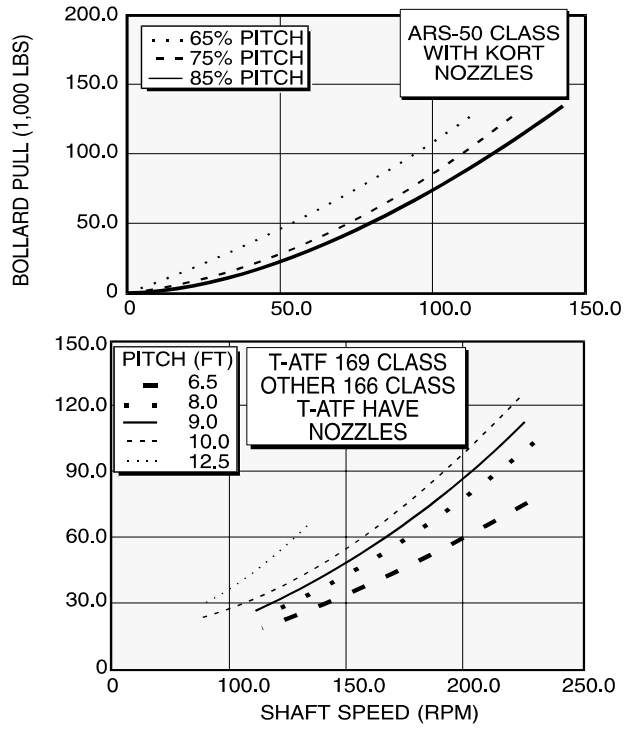 200.0
150.0
100.0
50.0
0
BOLLARD PULL (1,000 LBS)
65% PITCH
75% PITCH
85% PITCH
ARS-50 CLASS
WITH KORT
NOZZLES
0
50.0
100.0
150.0
150.0
120.0
90.0
60.0
30.0
0
PITCH (FT)
6.5
8.0
9.0
10.0
12.5
T-ATF 169 CLASS
OTHER 166 CLASS
T-ATF HAVE
NOZZLES
0
100.0
150.0
200.0
250.0
SHAFT SPEED (RPM)